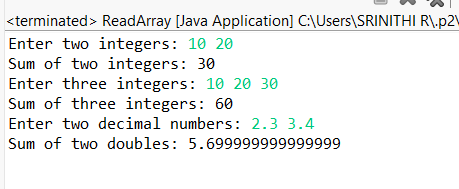 <terminated> ReadArray [Java Application] C:\Users\SRINITHI R\.p2\
Enter two integers: 10 20
Sum of two integers: 30
Enter three integers: 10 20 30
Sum of three integers: 60
Enter two decimal numbers: 2.3 3.4
Sum of two doubles: 5.699999999999999